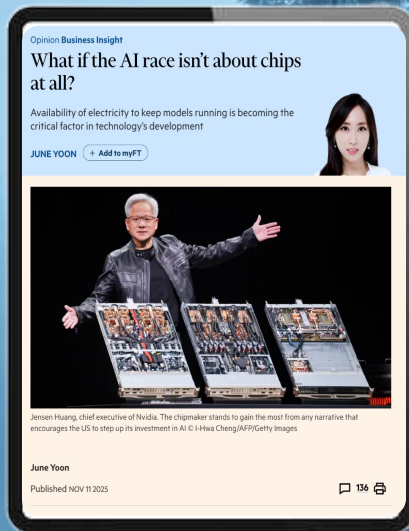 Opinion Business Insight
What if the AI race isn't about chips
at all?
Availability of electricity to keep models running is becoming the
critical factor in technology's development
JUNE YOON + Add to myFT
Jensen Huang, chief executive of Nvidia. The chipmaker stands to gain the most from any narrative that
encourages the US to step up its investment in AI © I-Hwa Cheng/AFP/Getty Images
June Yoon
Published NOV 11 2025 136